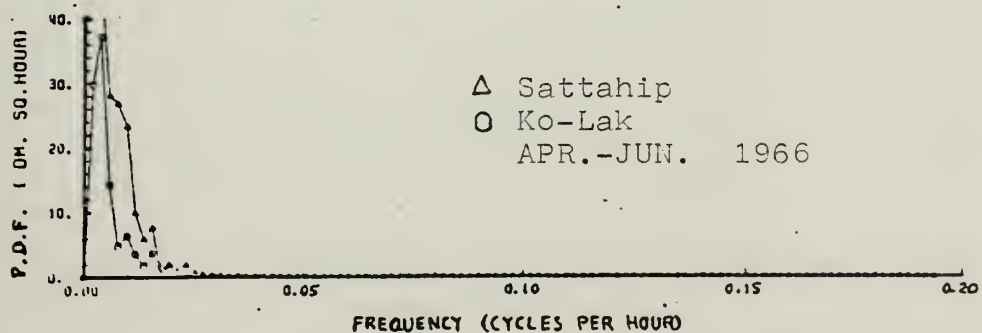 P.D.F. ( DM. SQ.HOUR)
40.
30.
20.
10.
0.
0.00
0.05
0.10
0.15
0.20
FREQUENCY (CYCLES PER HOUR)
Δ Sattahip
O Ko-Lak
APR.-JUN. 1966